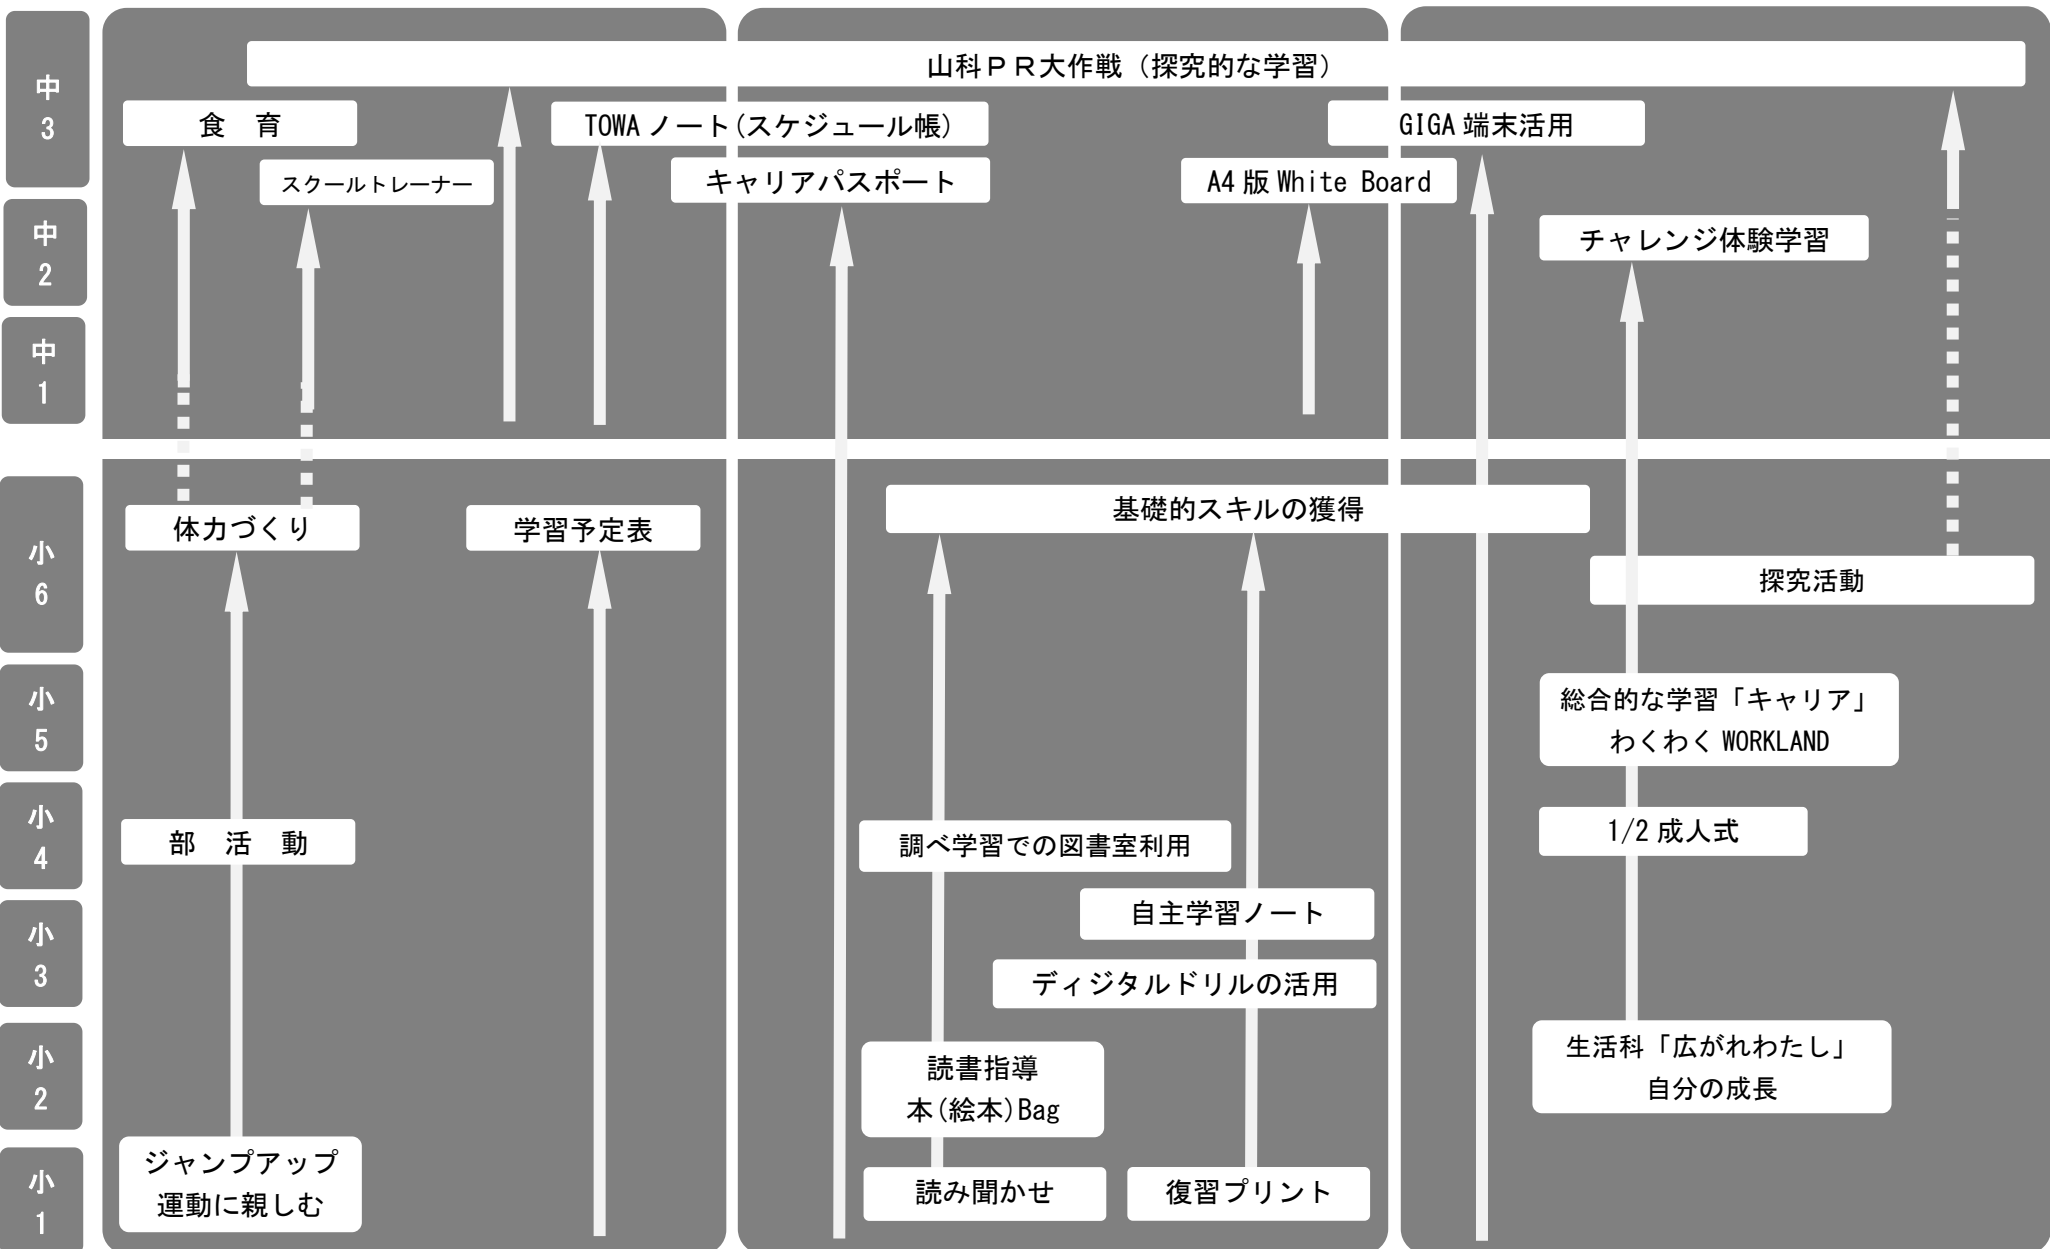 中
3
山科PR大作戦（探究的な学習）
食　育
TOWA ノート(スケジュール帳)
GIGA 端末活用
スクールトレーナー
キャリアパスポート
A4 版 White Board
中
2
チャレンジ体験学習
中
1
小
6
体力づくり
学習予定表
基礎的スキルの獲得
探究活動
小
5
総合的な学習「キャリア」
わくわく WORKLAND
小
4
部　活　動
調べ学習での図書室利用
1/2 成人式
小
3
自主学習ノート
ディジタルドリルの活用
小
2
読書指導
本(絵本)Bag
生活科「広がれわたし」
自分の成長
小
1
ジャンプアップ
運動に親しむ
読み聞かせ
復習プリント